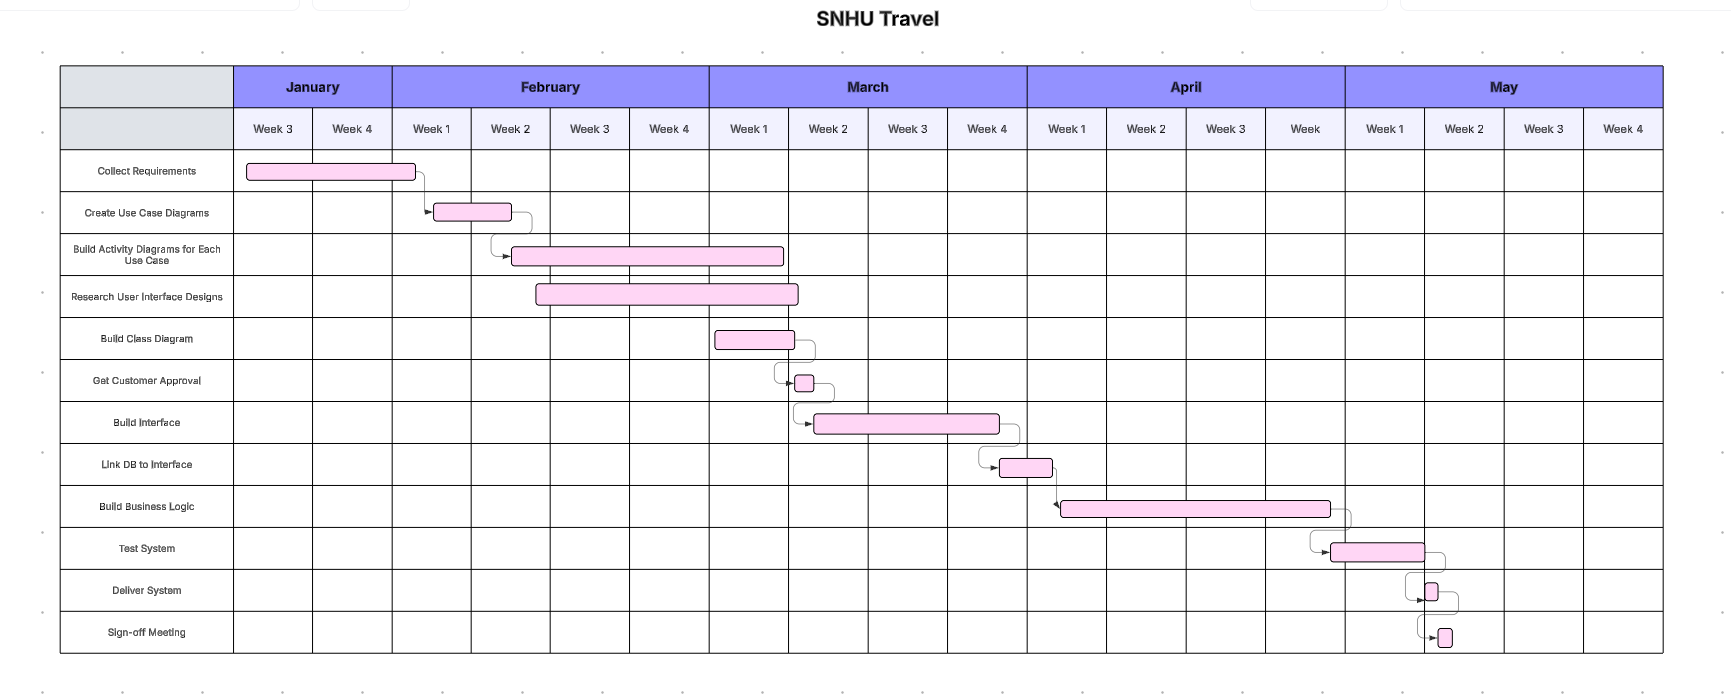 SNHU Travel
January February March April May
Week 3 Week 4 Week 1 Week 2 Week 3 Week 4 Week 1 Week 2 Week 3 Week 4 Week 1 Week 2 Week 3 Week Week 1 Week 2 Week 3 Week 4
Collect Requirements
Create Use Case Diagrams
Build Activity Diagrams for Each
Use Case
Research User Interface Designs
Build Class Diagram
Get Customer Approval
Build Interface
Link DB to Interface
Build Business Logic
Test System
Deliver System
Sign-off Meeting